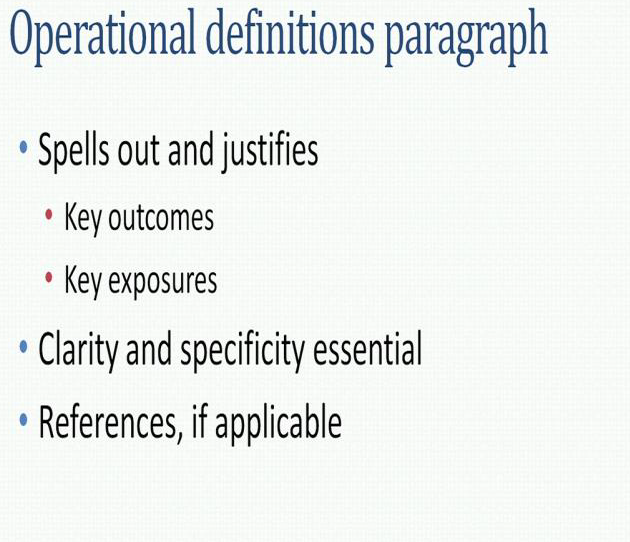 Operational definitions paragraph
• Spells out and justifies
• Key outcomes
• Key exposures
• Clarity and specificity essential
• References, if applicable